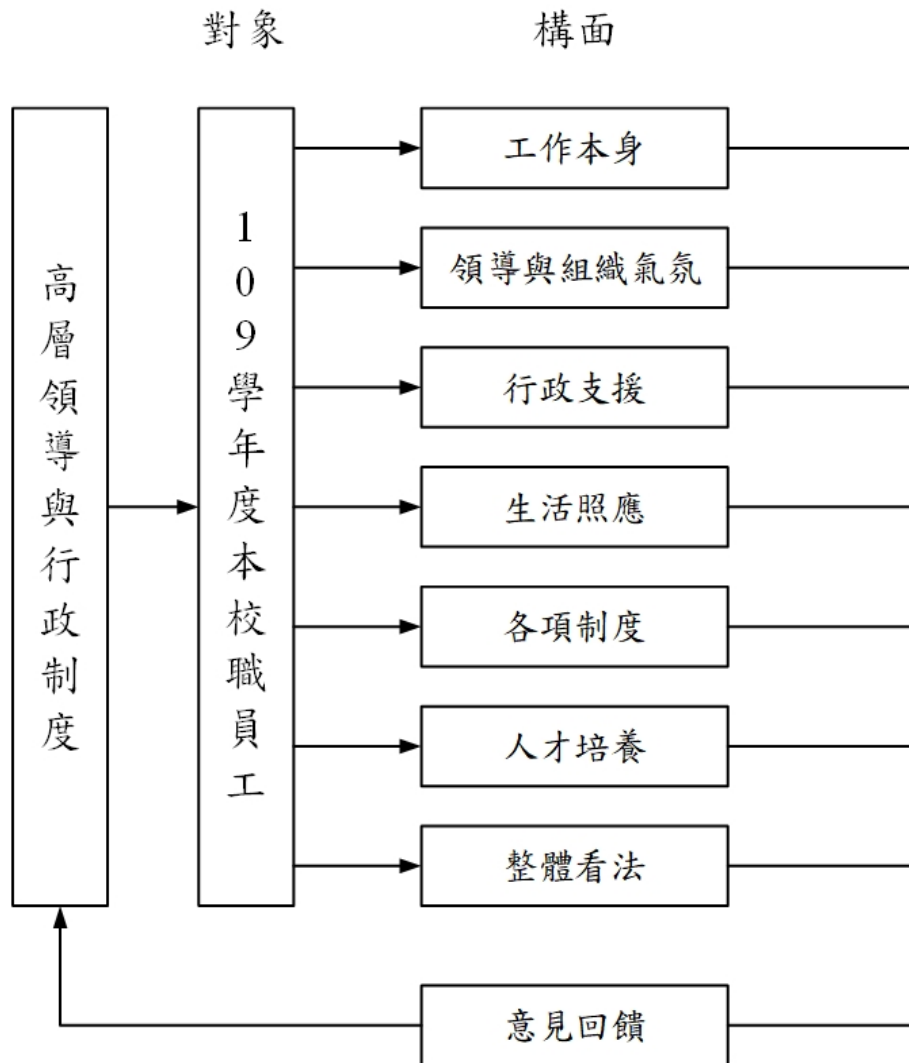 對象
構面
高層領導與行政制度
109學年度本校職員工
工作本身
領導與組織氣氛
行政支援
生活照應
各項制度
人才培養
整體看法
意見回饋